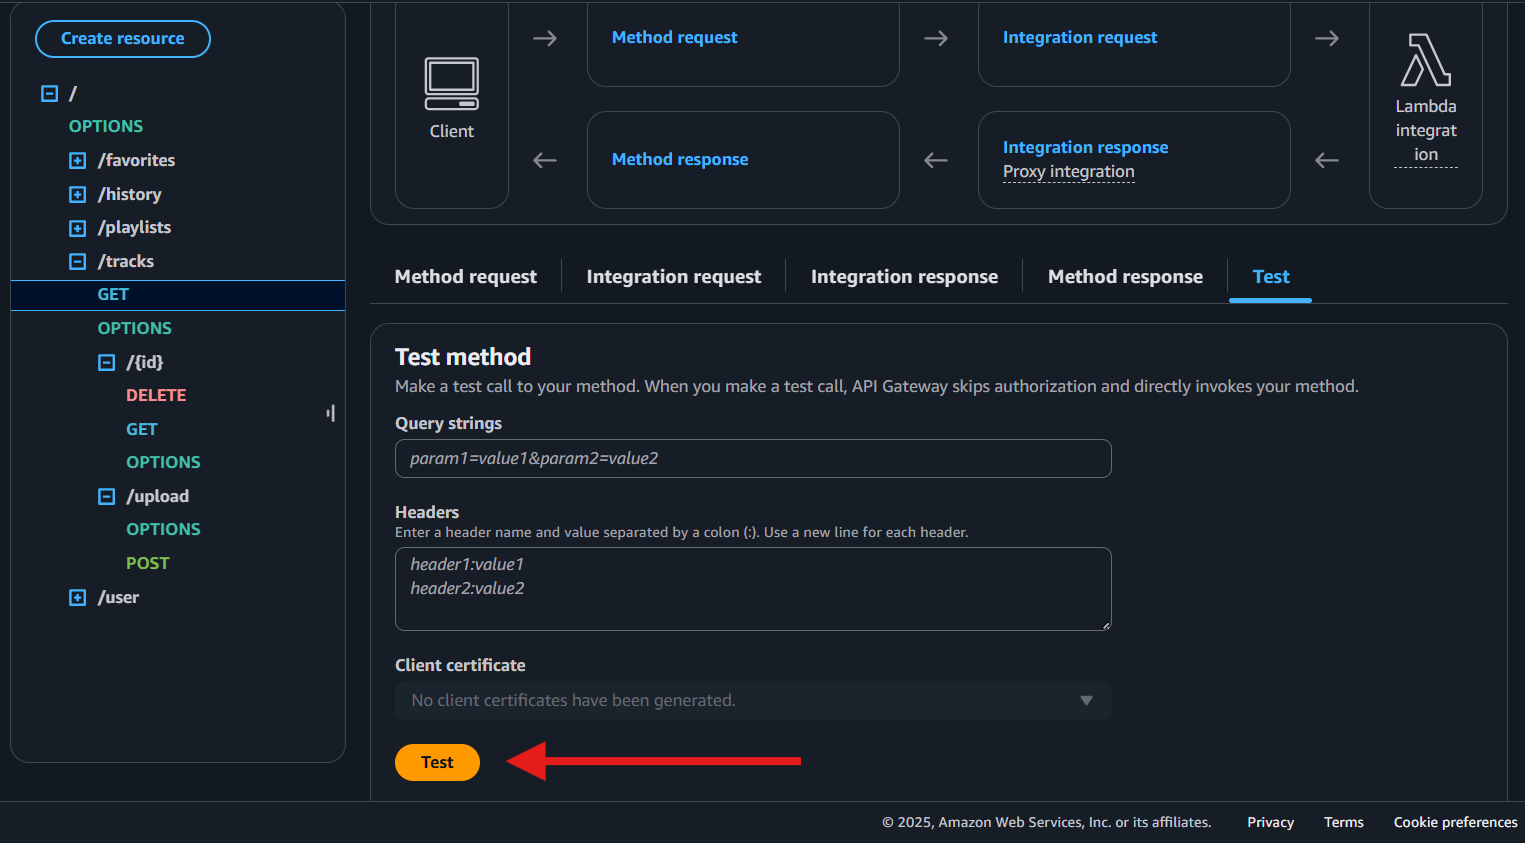 Create resource
/
OPTIONS
/favorites
/history
/playlists
/tracks
GET
OPTIONS
/{id}
DELETE
GET
OPTIONS
/upload
OPTIONS
POST
/user
Client
Method request
Integration request
Method response
Integration response
Proxy integration
Lambda
integrat
ion
Method request
Integration request
Integration response
Method response
Test
Test method
Make a test call to your method. When you make a test call, API Gateway skips authorization and directly invokes your method.
Query strings
param1=value1&param2=value2
Headers
Enter a header name and value separated by a colon (:). Use a new line for each header.
header1:value1
header2:value2
Client certificate
No client certificates have been generated.
Test
© 2025, Amazon Web Services, Inc. or its affiliates.
Privacy
Terms
Cookie preferences